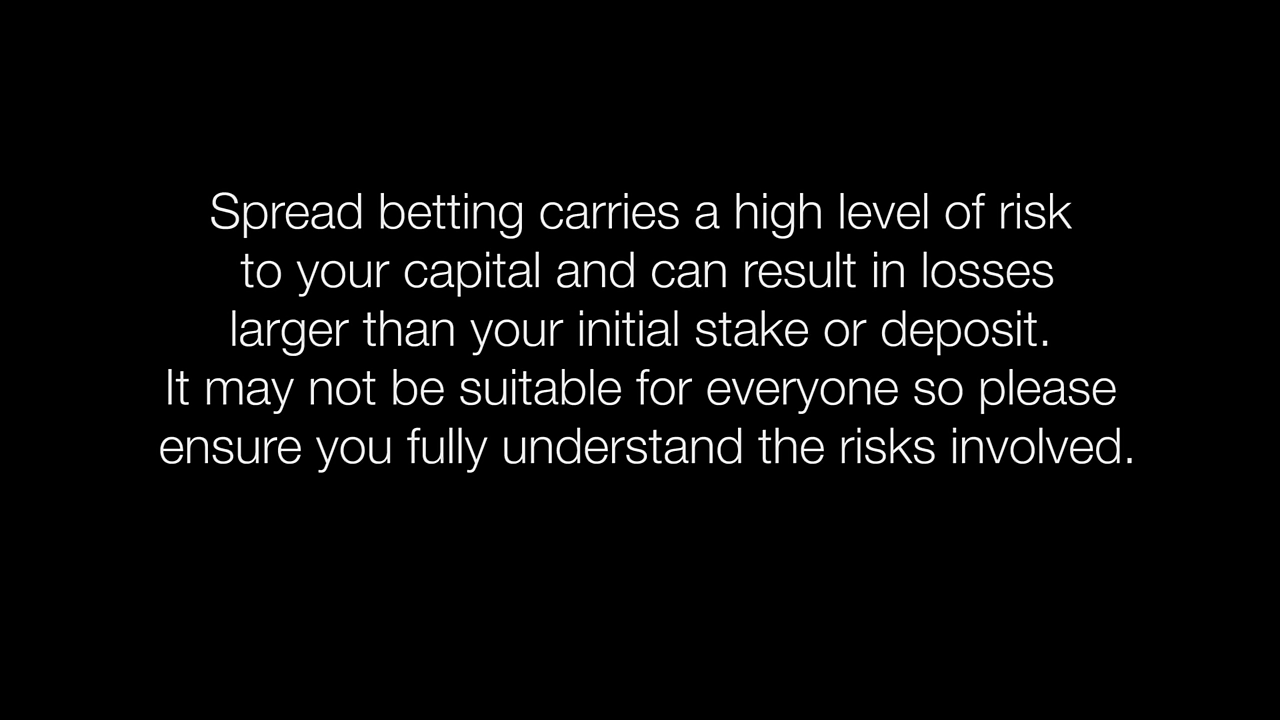 Spread betting carries a high level of risk
to your capital and can result in losses
larger than your initial stake or deposit.
It may not be suitable for everyone so please
ensure you fully understand the risks involved.